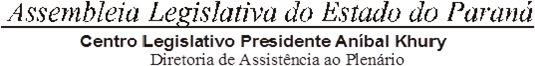 Assembleia Legislativa do Estado do Paraná
Centro Legislativo Presidente Aníbal Khury
Diretoria de Assistência ao Plenário